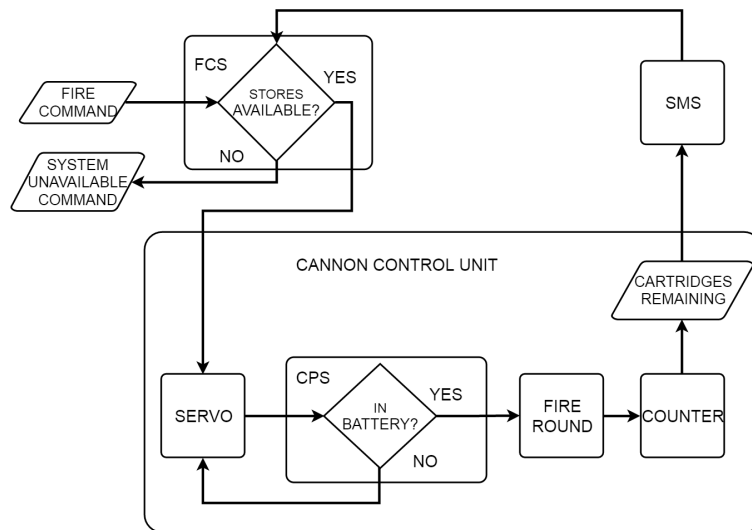 FCS
YES
STORES
AVAILABLE?
NO
FIRE
COMMAND
SYSTEM
UNAVAILABLE
COMMAND
SMS
CANNON CONTROL UNIT
CARTRIDGES
REMAINING
SERVO
CPS
YES
IN
BATTERY?
NO
FIRE
ROUND
COUNTER